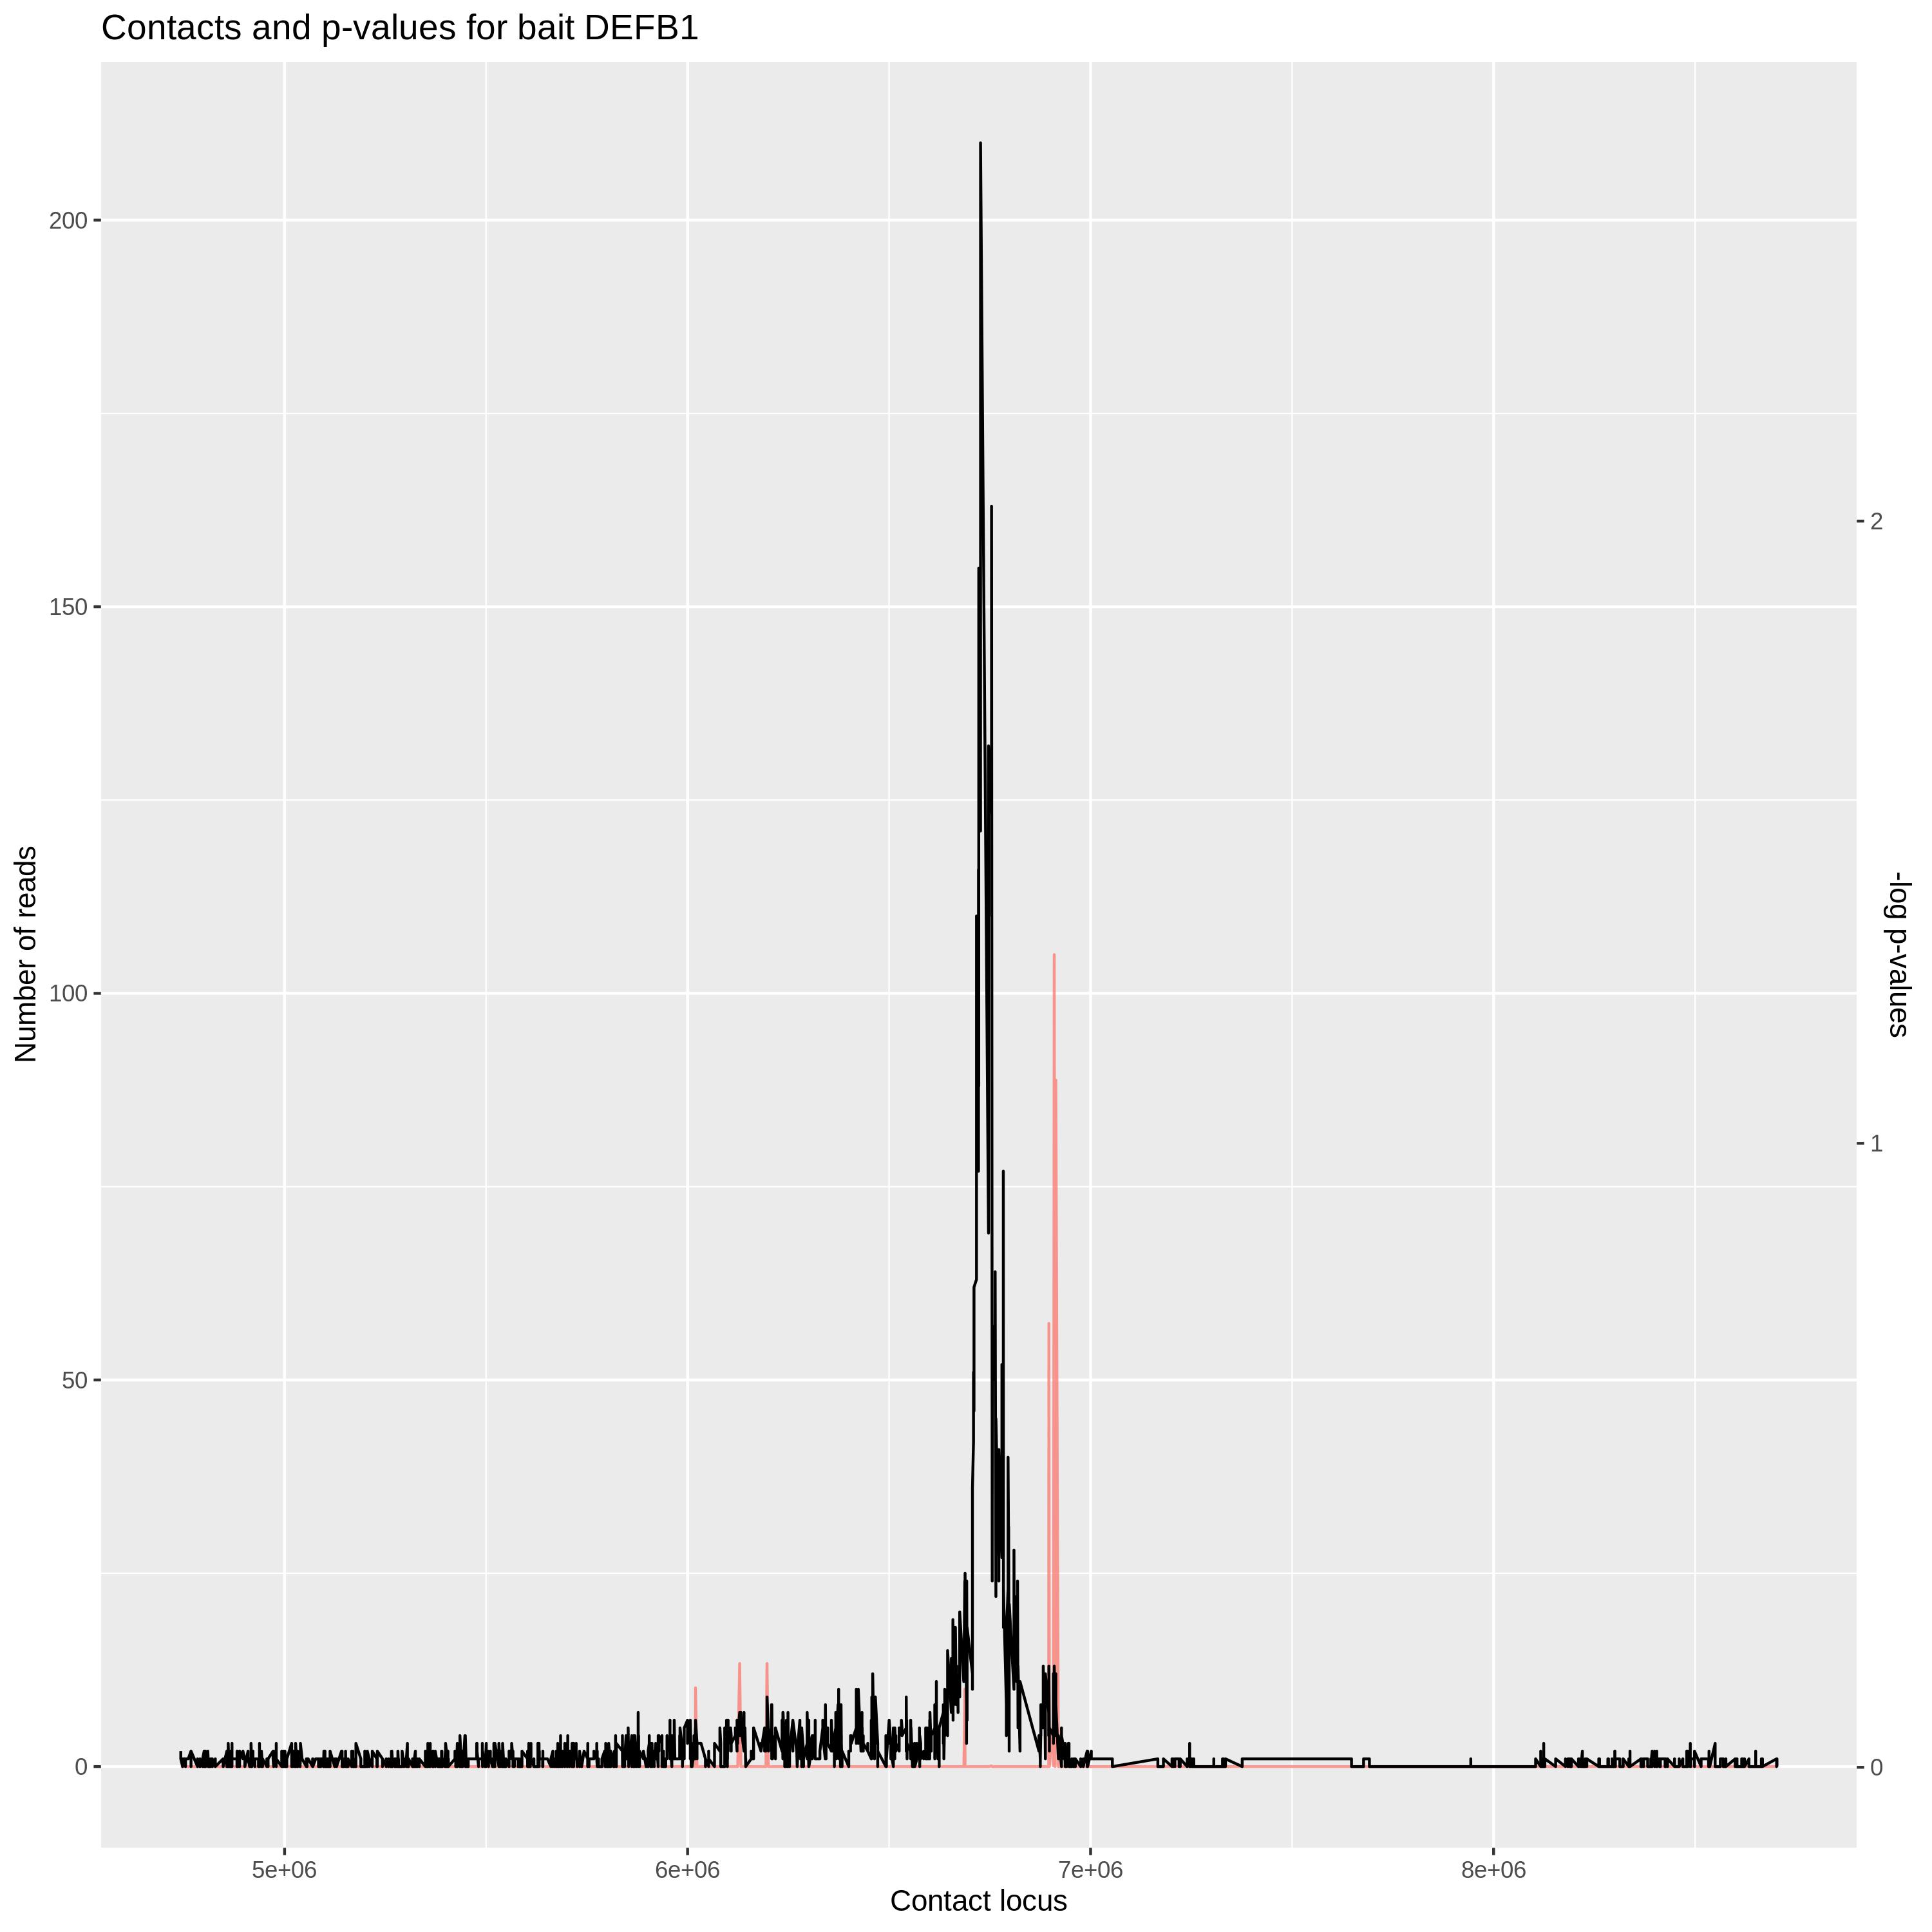 Contacts and p-values for bait DEFB1
Number of reads
200
150
100
50
0
2
1
0
-log p-values
5e+06
6e+06
7e+06
8e+06
Contact locus